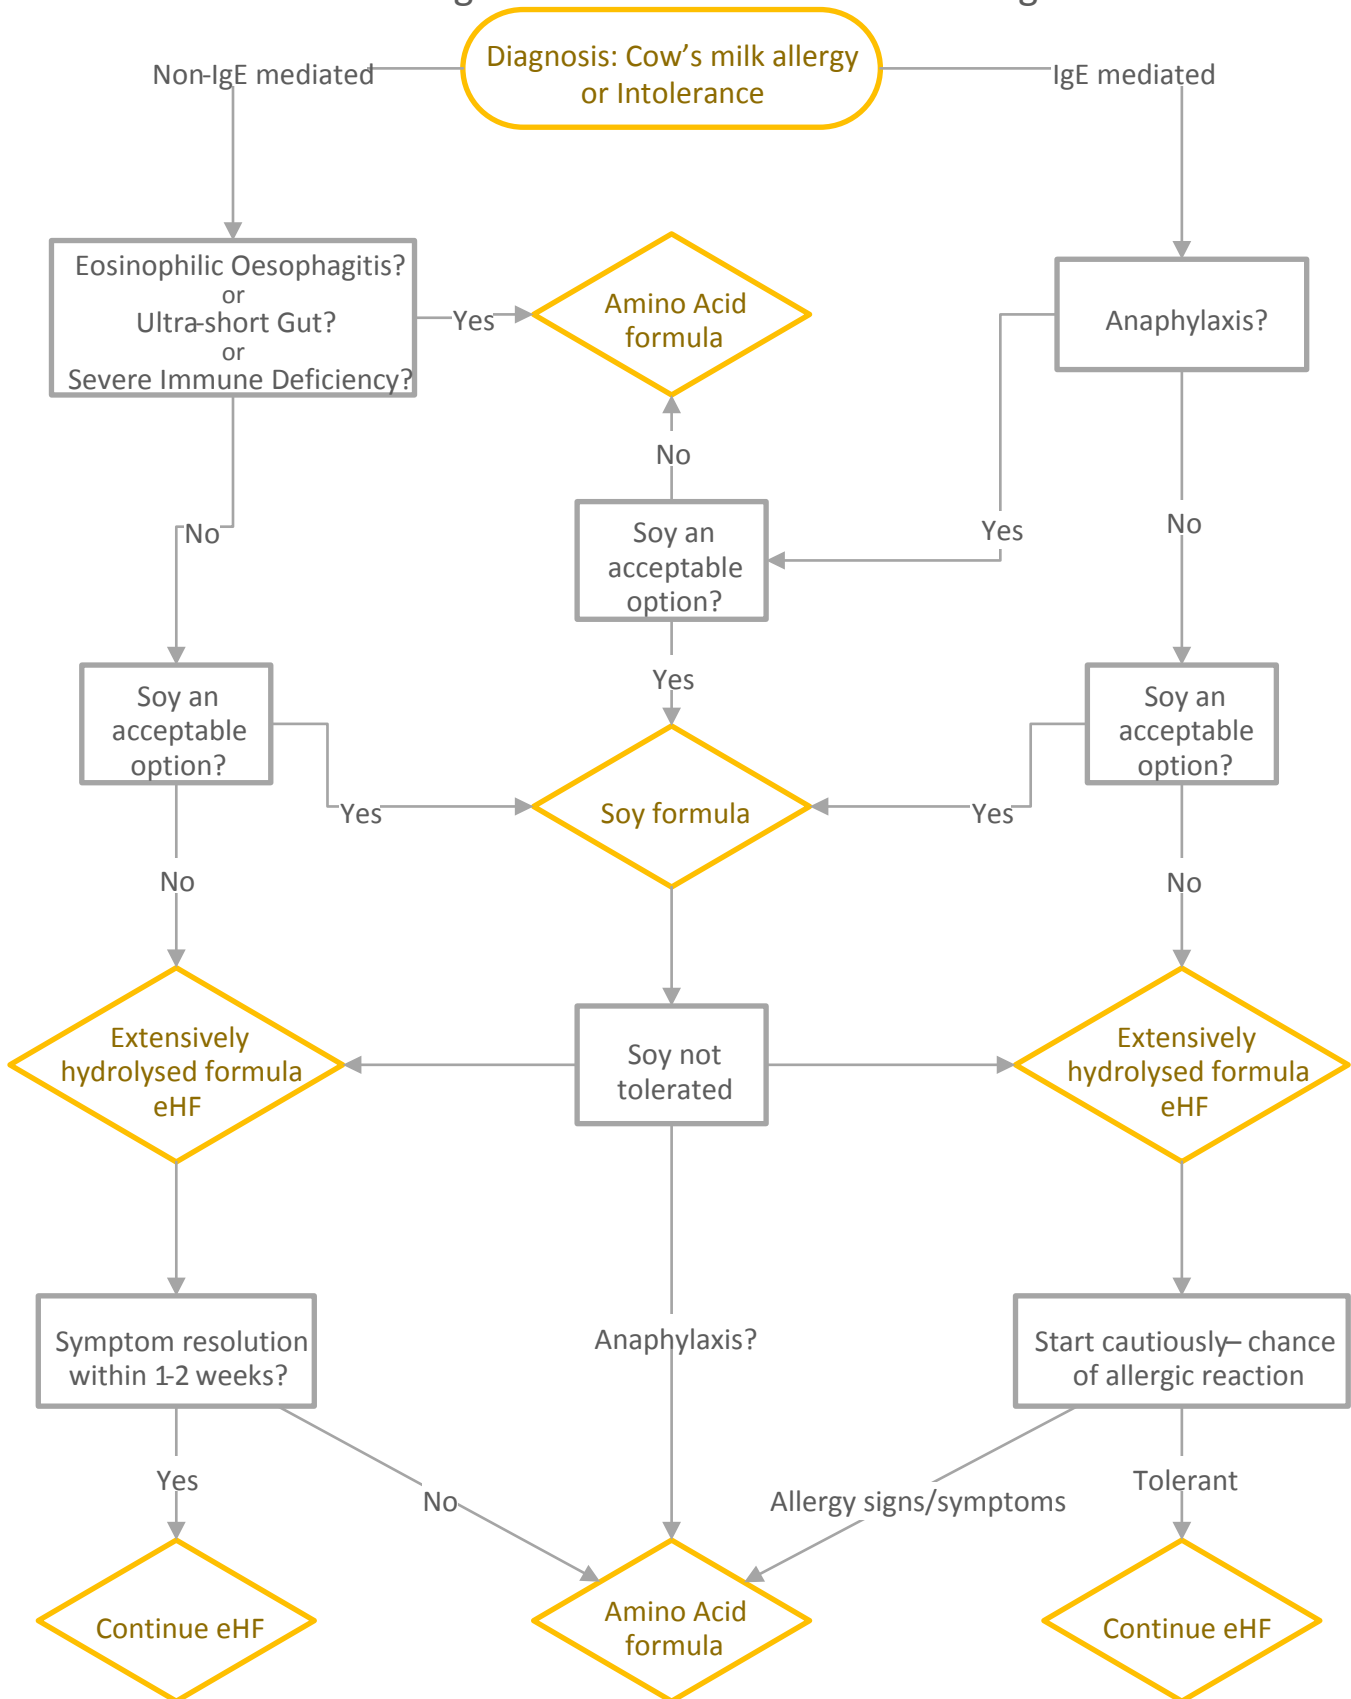 Diagnosis: Cow's milk allergy
or Intolerance
Non-IgE mediated
IgE mediated
Eosinophilic Oesophagitis?
or
Ultra-short Gut?
or
Severe Immune Deficiency?
Yes
Amino Acid
formula
Anaphylaxis?
No
Soy an
acceptable
option?
Yes
No
No
Yes
Soy an
acceptable
option?
Yes
Soy formula
Soy an
acceptable
option?
Yes
No
No
Extensively
hydrolysed formula
eHF
Soy not
tolerated
Extensively
hydrolysed formula
eHF
Symptom resolution
within 1-2 weeks?
Anaphylaxis?
Start cautiously– chance
of allergic reaction
Yes
No
Allergy signs/symptoms
Tolerant
Continue eHF
Amino Acid
formula
Continue eHF